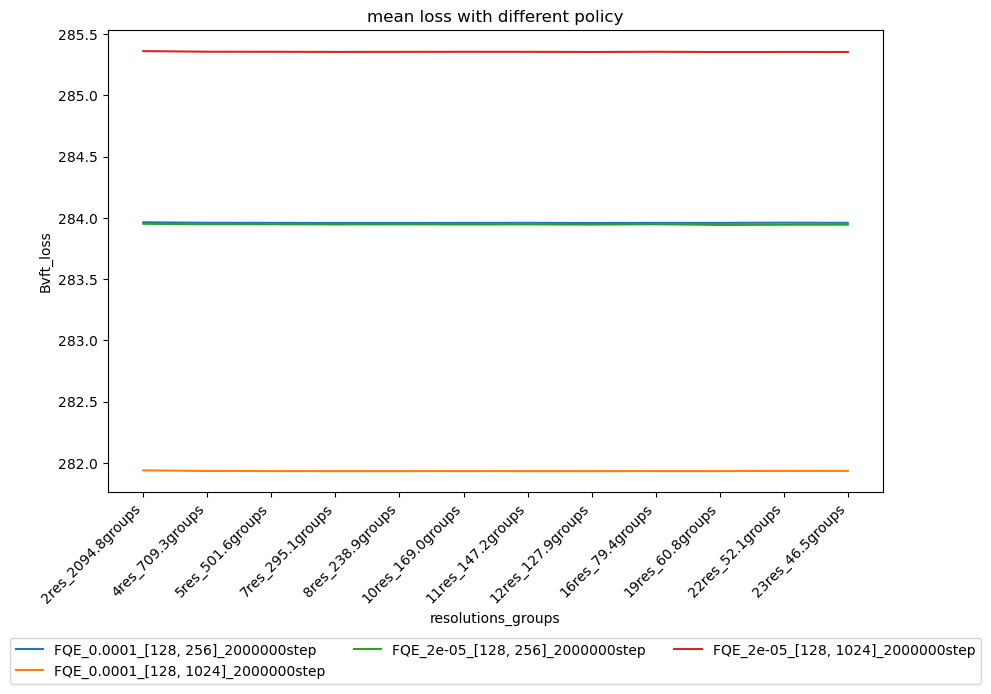 mean loss with different policy
285.5
285.0
284.5
284.0
283.5
283.0
282.5
282.0
Bvft_loss
2res_2094.8groups
4res_709.3groups
5res_501.6groups
7res_295.1groups
8res_238.9groups
10res_169.0groups
11res_147.2groups
12res_127.9groups
16res_79.4groups
19res_60.8groups
22res_52.1groups
23res_46.5groups
resolutions_groups
FQE_0.0001_[128, 256]_2000000step
FQE_0.0001_[128, 1024]_2000000step
FQE_2e-05_[128, 256]_2000000step
FQE_2e-05_[128, 1024]_2000000step